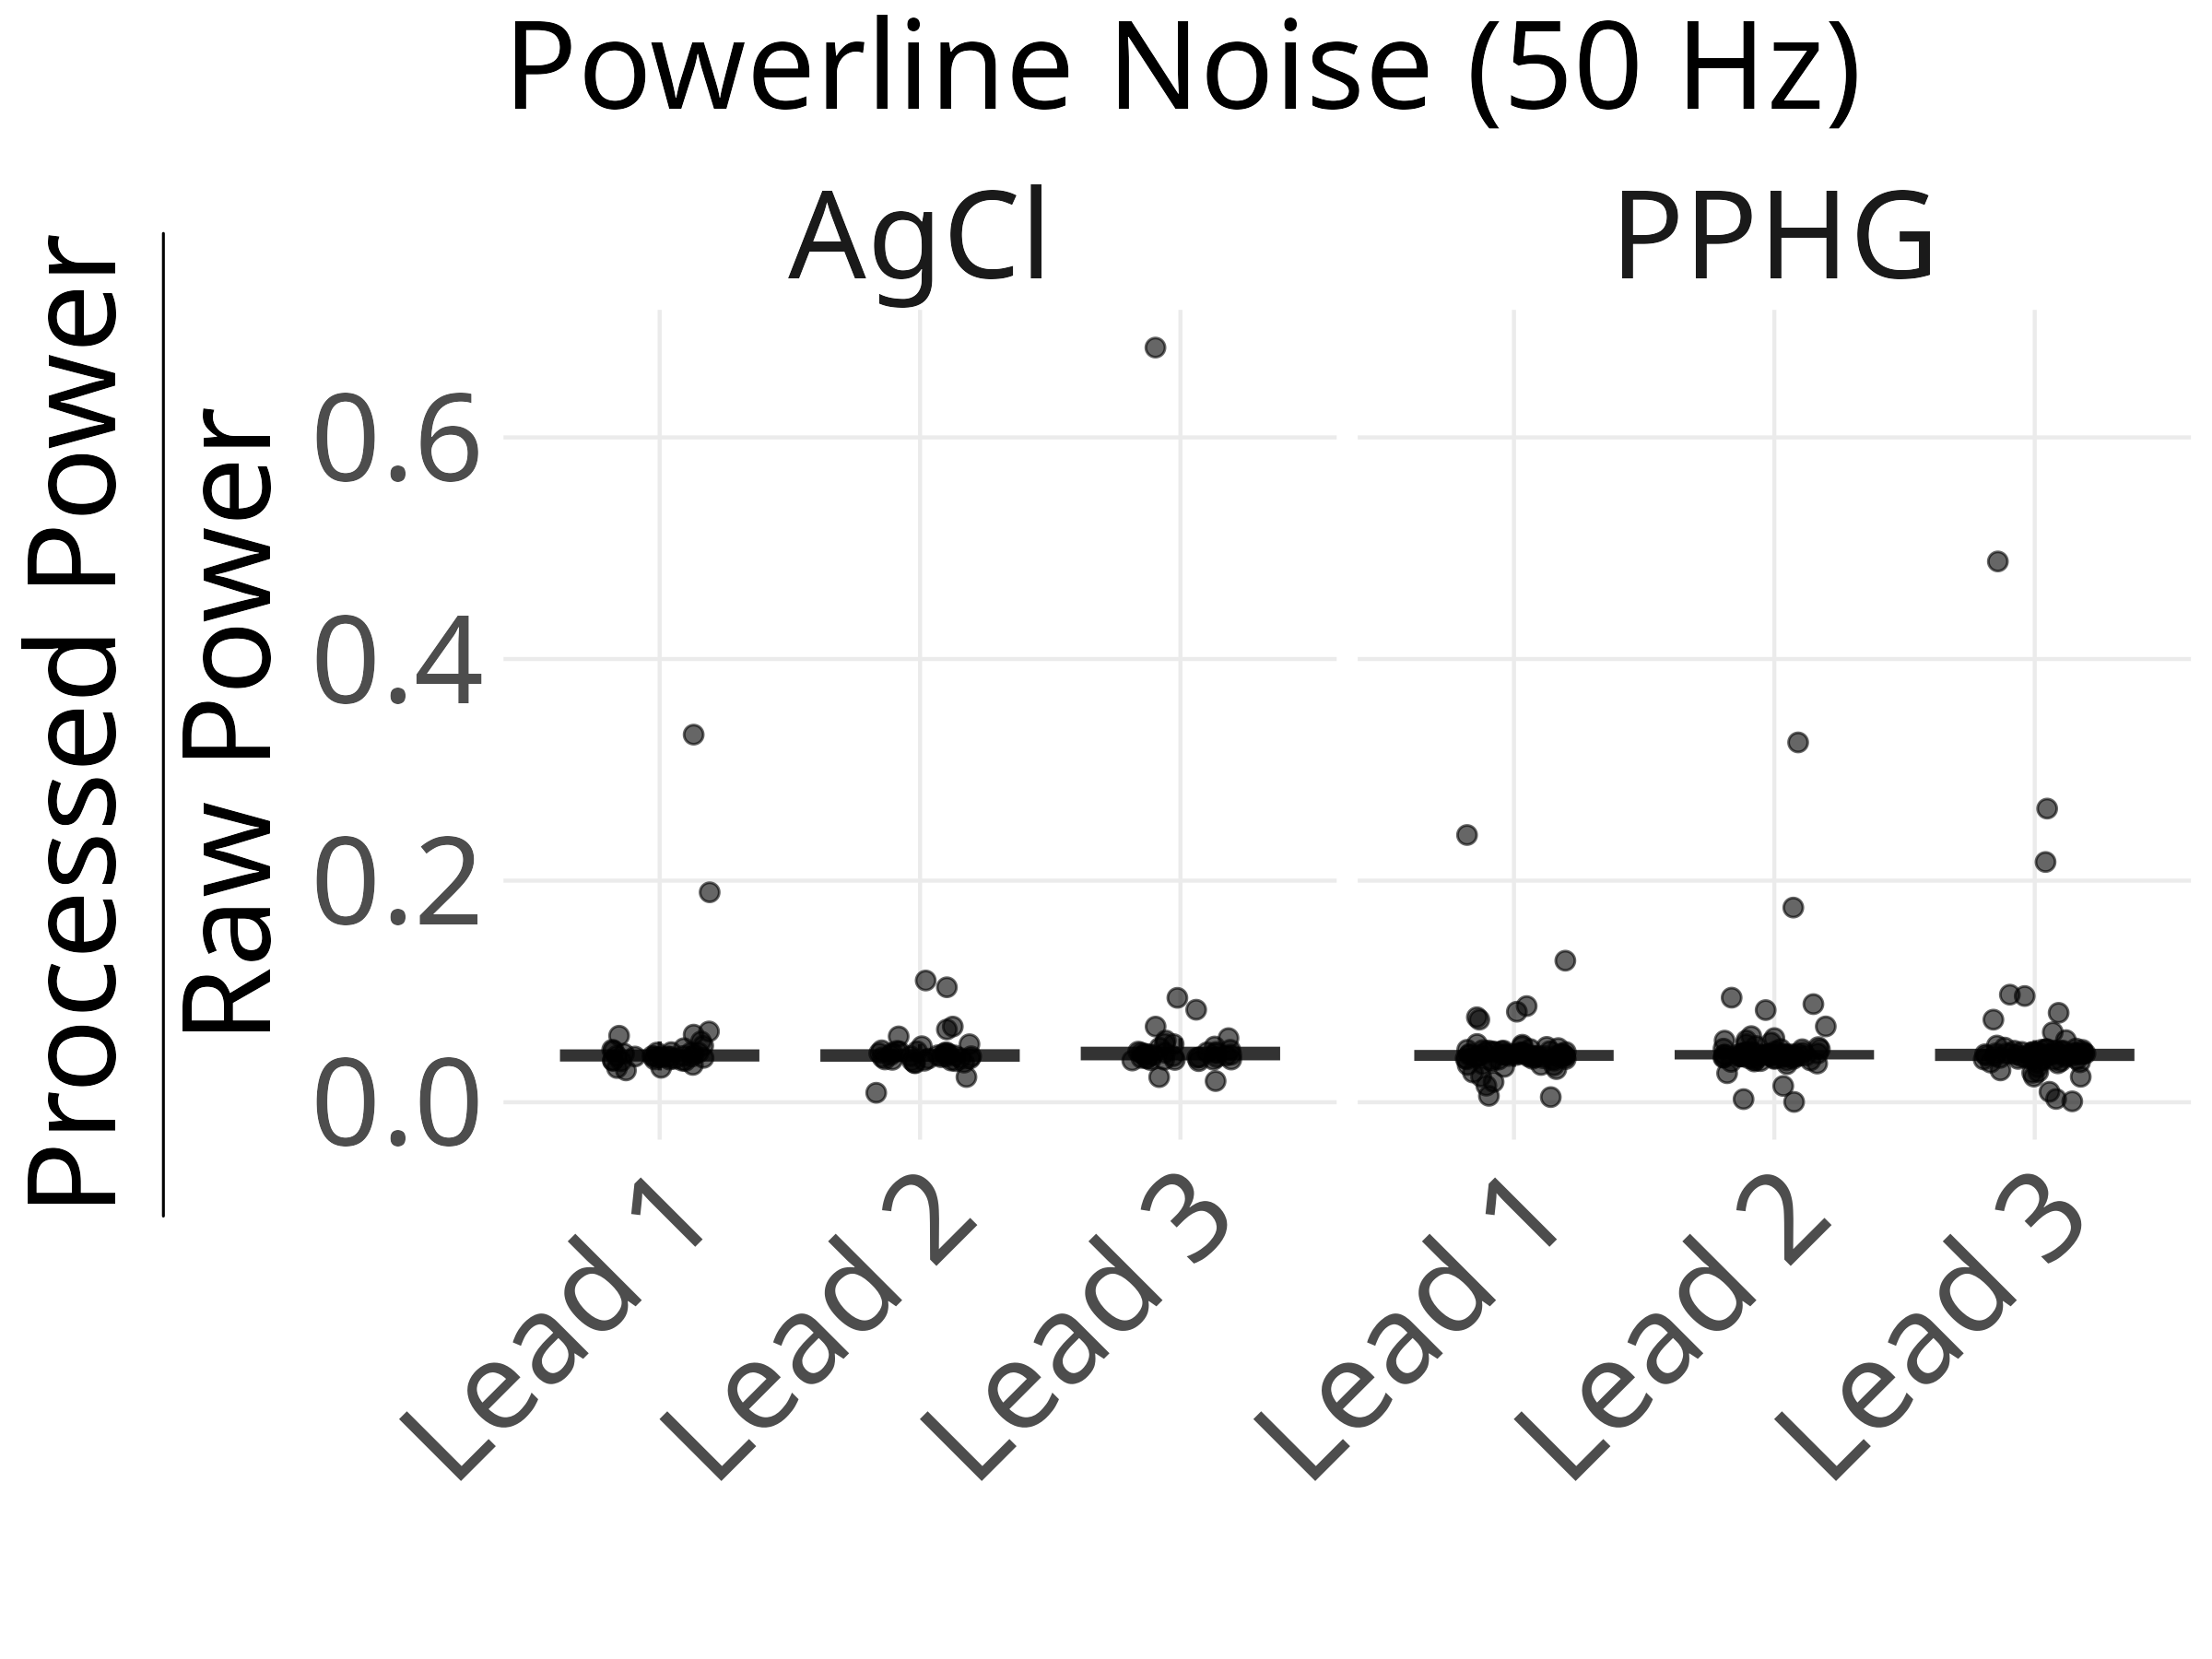 Powerline Noise (50 Hz)
AgCl
PPHG
Processed Power
Raw Power
0.6
0.4
0.2
0.0
Lead 1
Lead 2
Lead 3
Lead 1
Lead 2
Lead 3